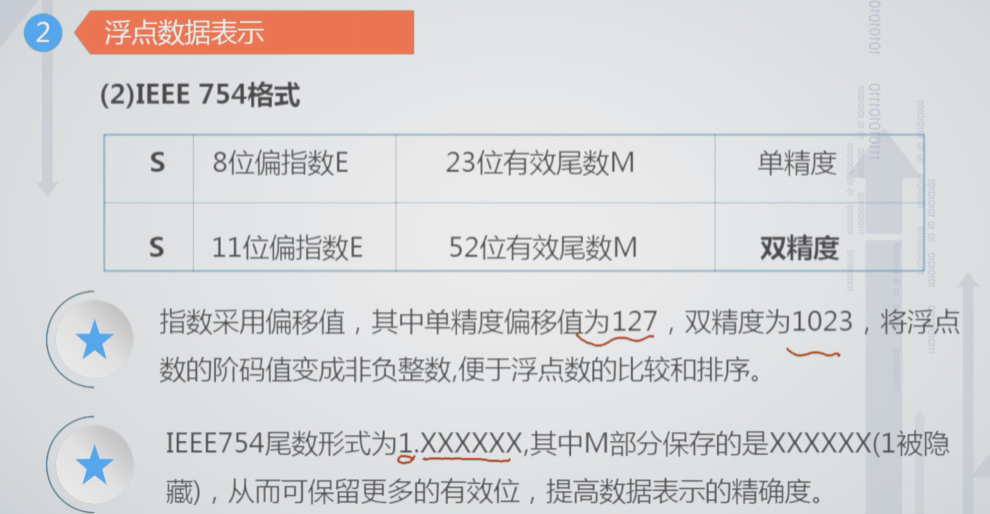 2 浮点数据表示
(2)IEEE 754格式
S 8位偏指数E 23位有效尾数M 单精度
S 11位偏指数E 52位有效尾数M 双精度
指数采用偏移值，其中单精度偏移值为127，双精度为1023，将浮点
数的阶码值变成非负整数,便于浮点数的比较和排序。
IEEE754尾数形式为1.XXXXXX,其中M部分保存的是XXXXXX(1被隐
藏)，从而可保留更多的有效位，提高数据表示的精确度。